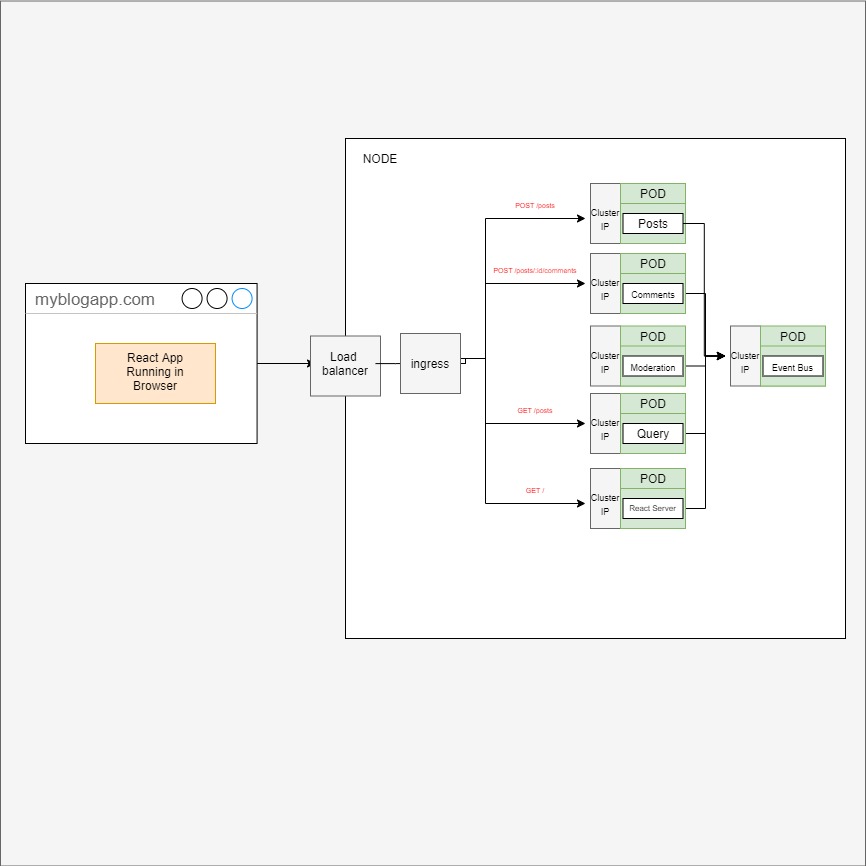 NODE
POD
POST /posts
Cluster
IP
Posts
POD
POST /posts/:id/comments
Cluster
IP
Comments
myblogapp.com
React App
Running in
Browser
Load
balancer
ingress
POD
Cluster
IP
Moderation
POD
Cluster
IP
Event Bus
POD
GET /posts
Cluster
IP
Query
POD
GET /
Cluster
IP
React Server